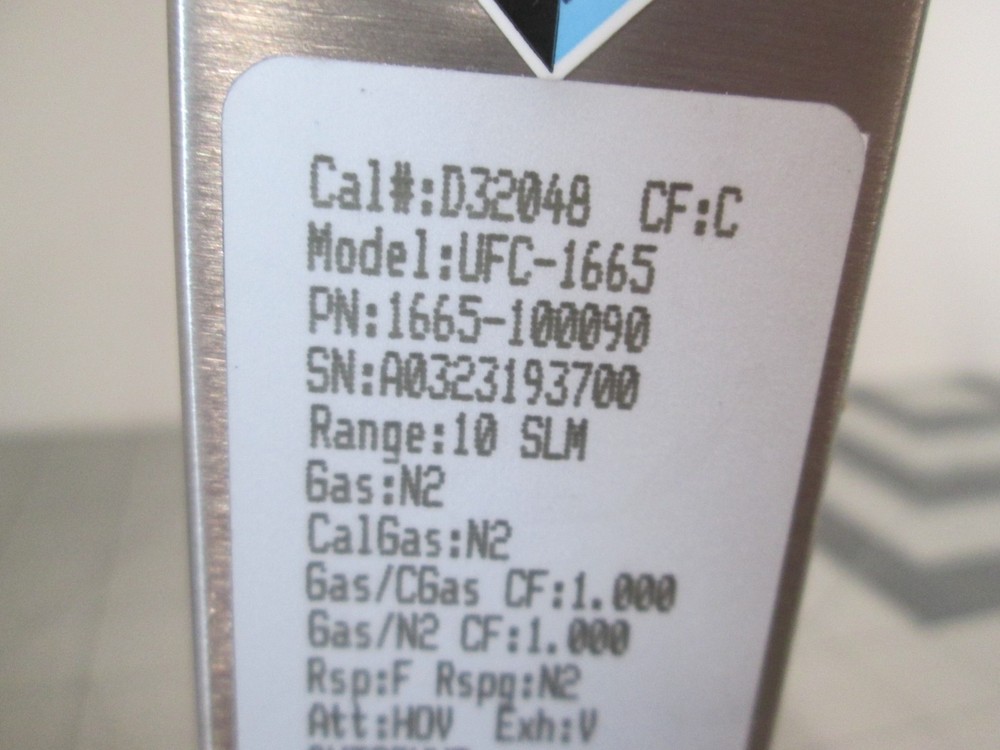 Cal#:D32048 CF:C
Model:UFC-1665
PN:1665-100090
SN:A0323193700
Range:10 SLM
Gas:N2
CalGas:N2
Gas/CGas CF:1.000
Gas/N2 CF:1.000
Rsp:F Rspg:N2
Att:HOV Exh:V